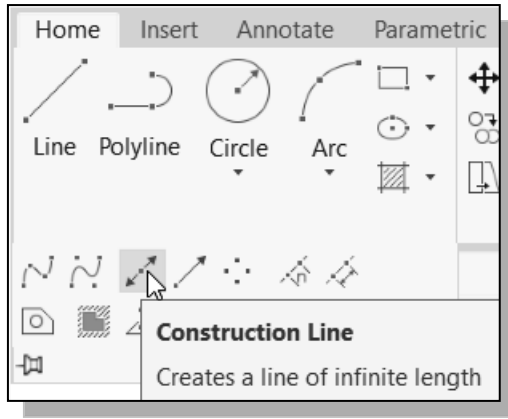 Home Insert Annotate Parametric
Line Polyline Circle Arc
Construction Line
Creates a line of infinite length